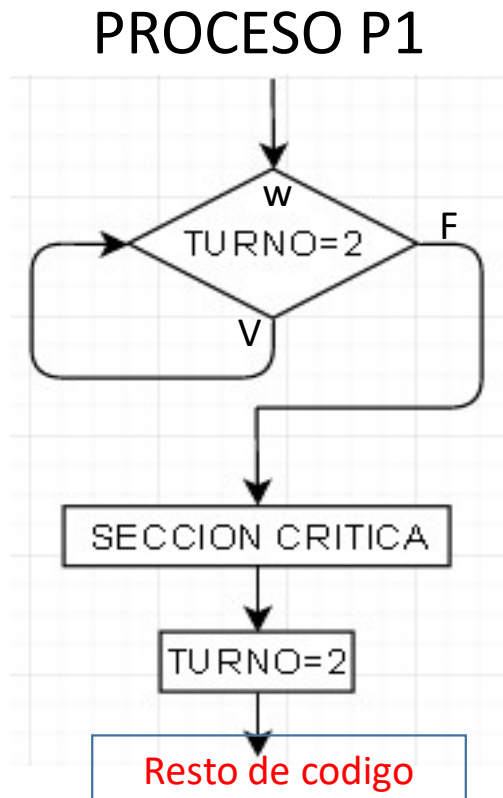 PROCESO P1
w
TURNO=2
F
V
SECCION CRITICA
TURNO=2
Resto de codigo